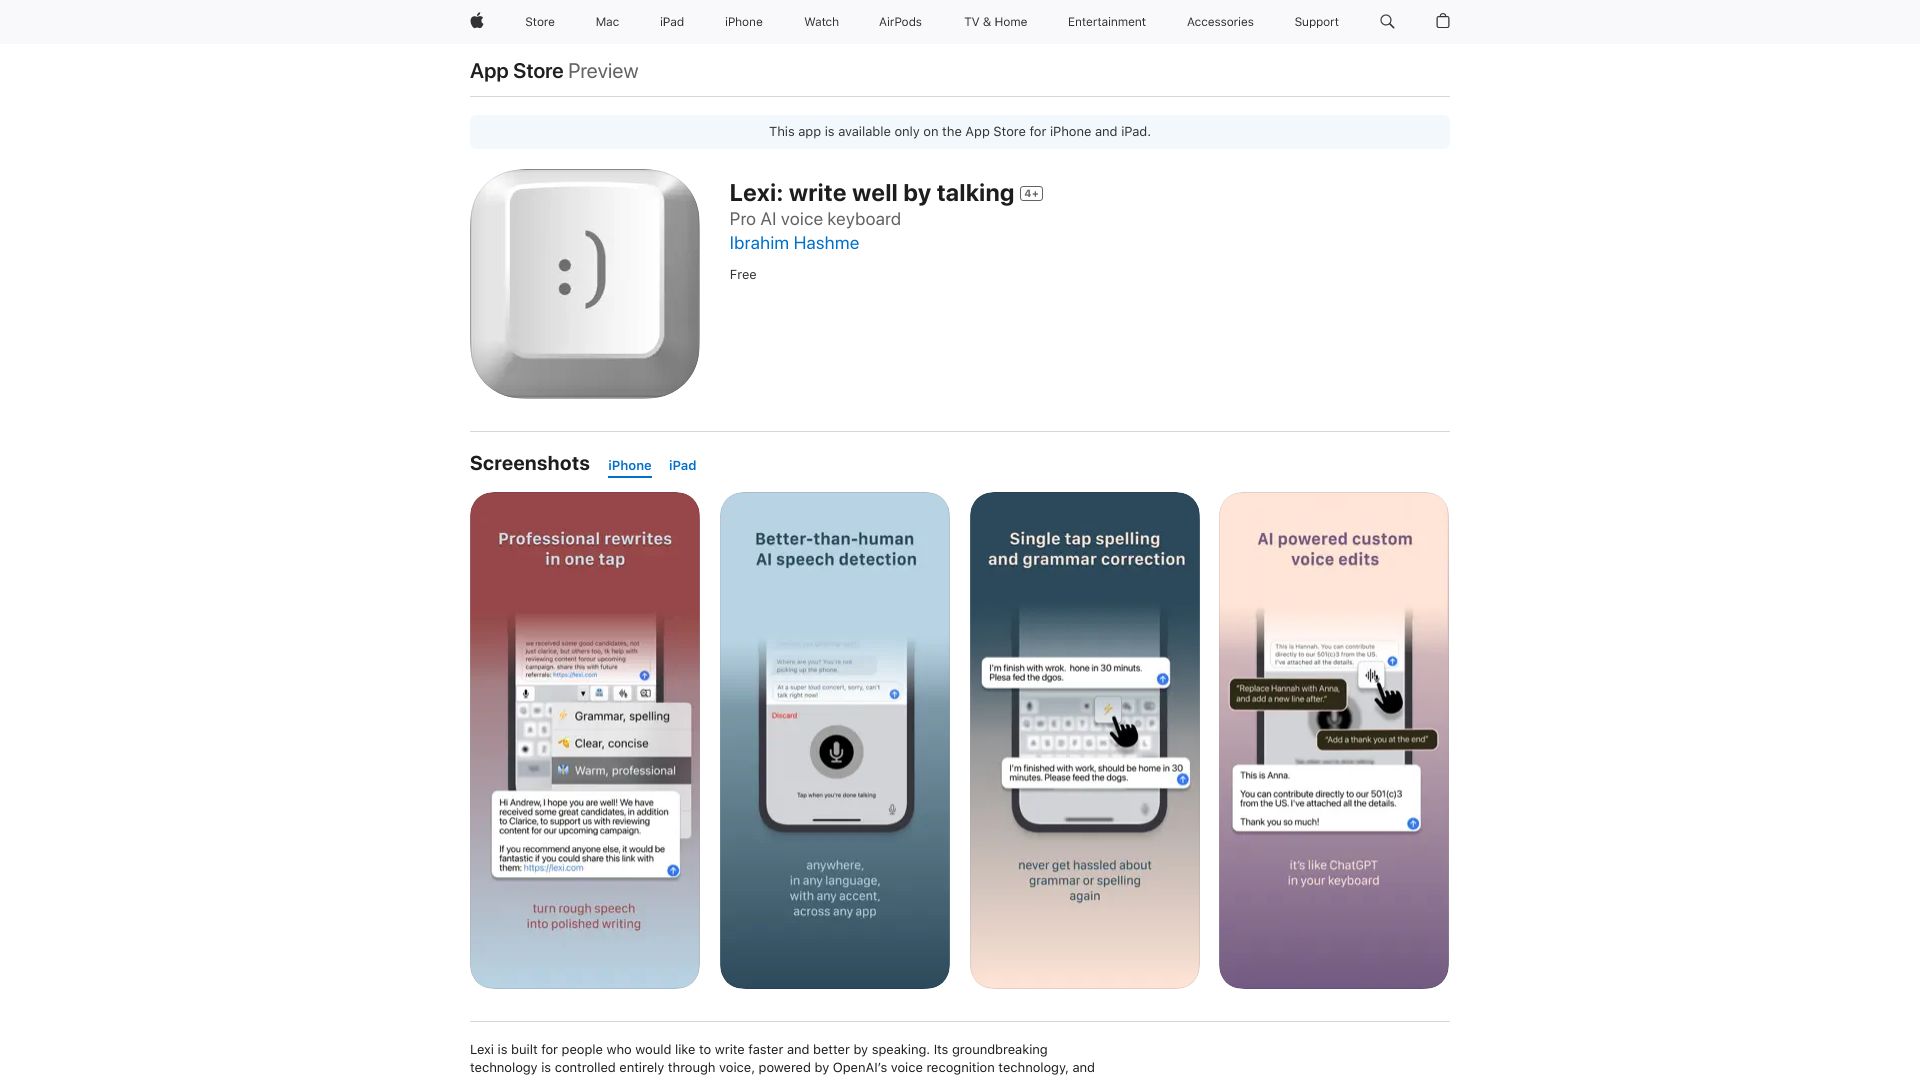 Store
Mac
iPad
iPhone
Watch
AirPods
TV & Home
Entertainment
Accessories
Support
App Store Preview
This app is available only on the App Store for iPhone and iPad.
:)
Lexi: write well by talking 4+
Pro AI voice keyboard
Ibrahim Hashme
Free
Screenshots iPhone iPad
Professional rewrites
in one tap
we received some good candidates, not
just clarice, but others too, tk help with
reviewing content forour upcoming
campaign. share this with future
referrals: https://lexi.com
Grammar, spelling
Clear, concise
Warm, professional
Hi Andrew, I hope you are well! We have
received some great candidates, in addition
to Clarice, to support us with reviewing
content for our upcoming campaign.
If you recommend anyone else, it would be
fantastic if you could share this link with
them: https://lexi.com
turn rough speech
into polished writing
Better-than-human
AI speech detection
Where are you? You're not
picking up the phone.
At a super loud concert, sorry, can't
talk right now!
Discard
Tap when you're done talking
anywhere,
in any language,
with any accent,
across any app
Single tap spelling
and grammar correction
I'm finish with wrok. hone in 30 minuts.
Plesa fed the dgos.
I'm finished with work, should be home in 30
minutes. Please feed the dogs.
never get hassled about
grammar or spelling
again
AI powered custom
voice edits
This is Hannah. You can contribute
directly to our 501(c)3 from the US.
I've attached all the details.
"Replace Hannah with Anna,
and add a new line after."
"Add a thank you at the end"
This is Anna.
You can contribute directly to our 501(c)3
from the US. I've attached all the details.
Thank you so much!
it's like ChatGPT
in your keyboard
Lexi is built for people who would like to write faster and better by speaking. Its groundbreaking
technology is controlled entirely through voice, powered by OpenAI's voice recognition technology, and